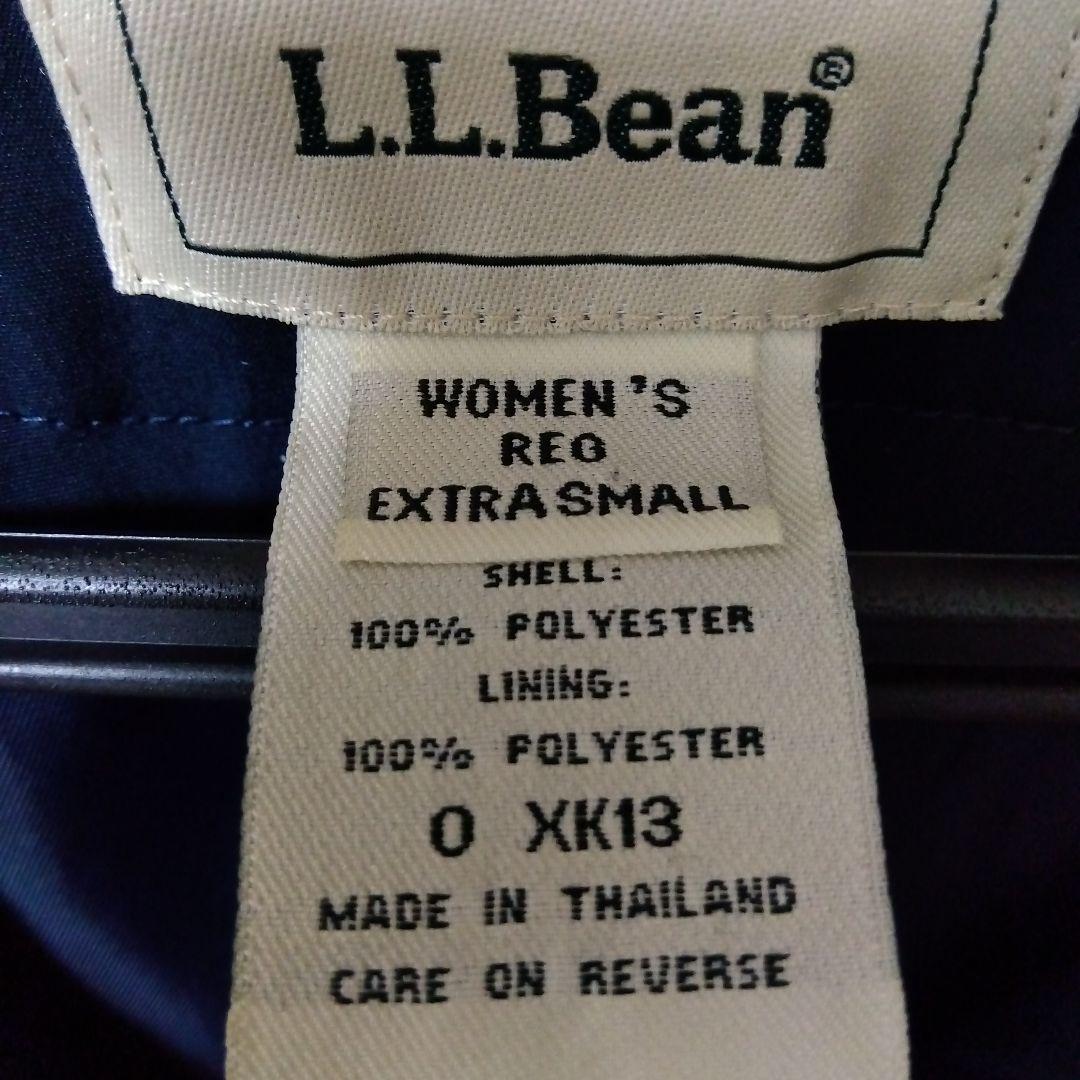 L.L.Bean®
WOMEN'S
REG
EXTRA SMALL
SHELL:
100% POLYESTER
LINING:
100% POLYESTER
0 XK13
MADE IN THAILAND
CARE ON REVERSE